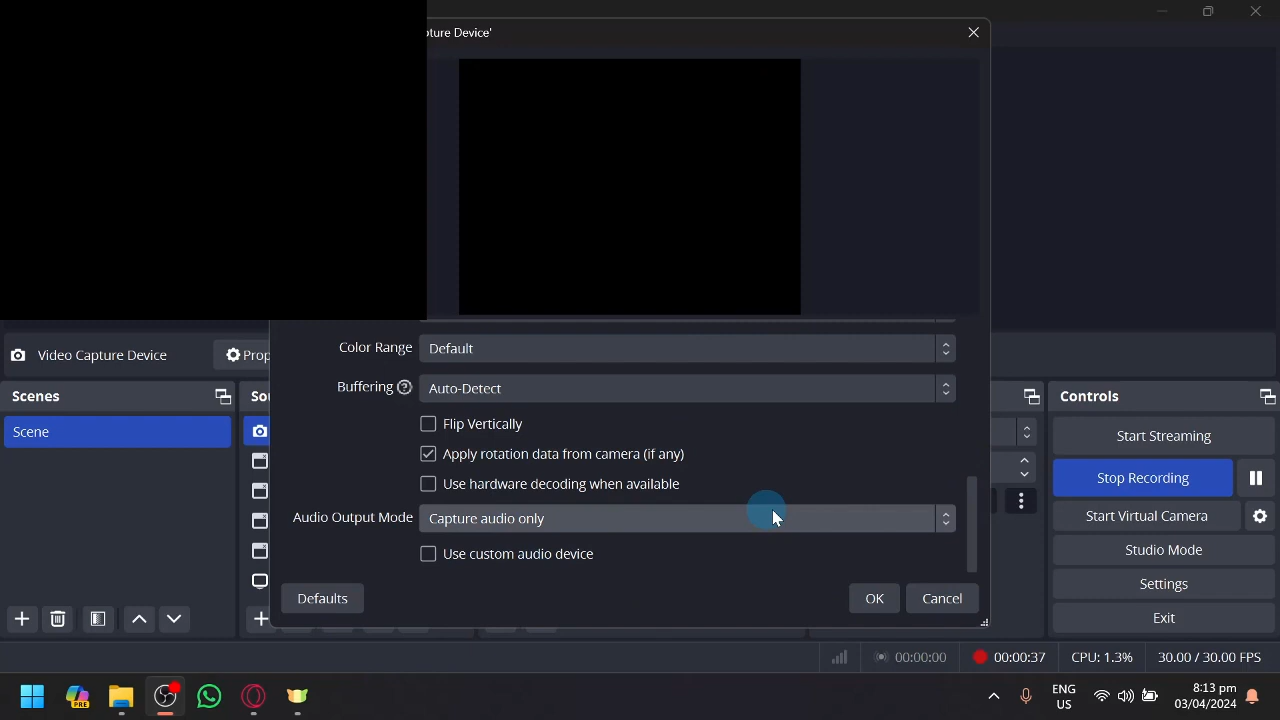 pture Device'
Color Range
Default
Buffering
?
Auto-Detect
Flip Vertically
Apply rotation data from camera (if any)
Use hardware decoding when available
Audio Output Mode
Capture audio only
Use custom audio device
Defaults
OK
Cancel
Video Capture Device
Prop
Scenes
Scene
Sou
Controls
Start Streaming
Stop Recording
Start Virtual Camera
Studio Mode
Settings
Exit
00:00:00
00:00:37
CPU: 1.3%
30.00 / 30.00 FPS
PRE
ENG
US
8:13 pm
03/04/2024